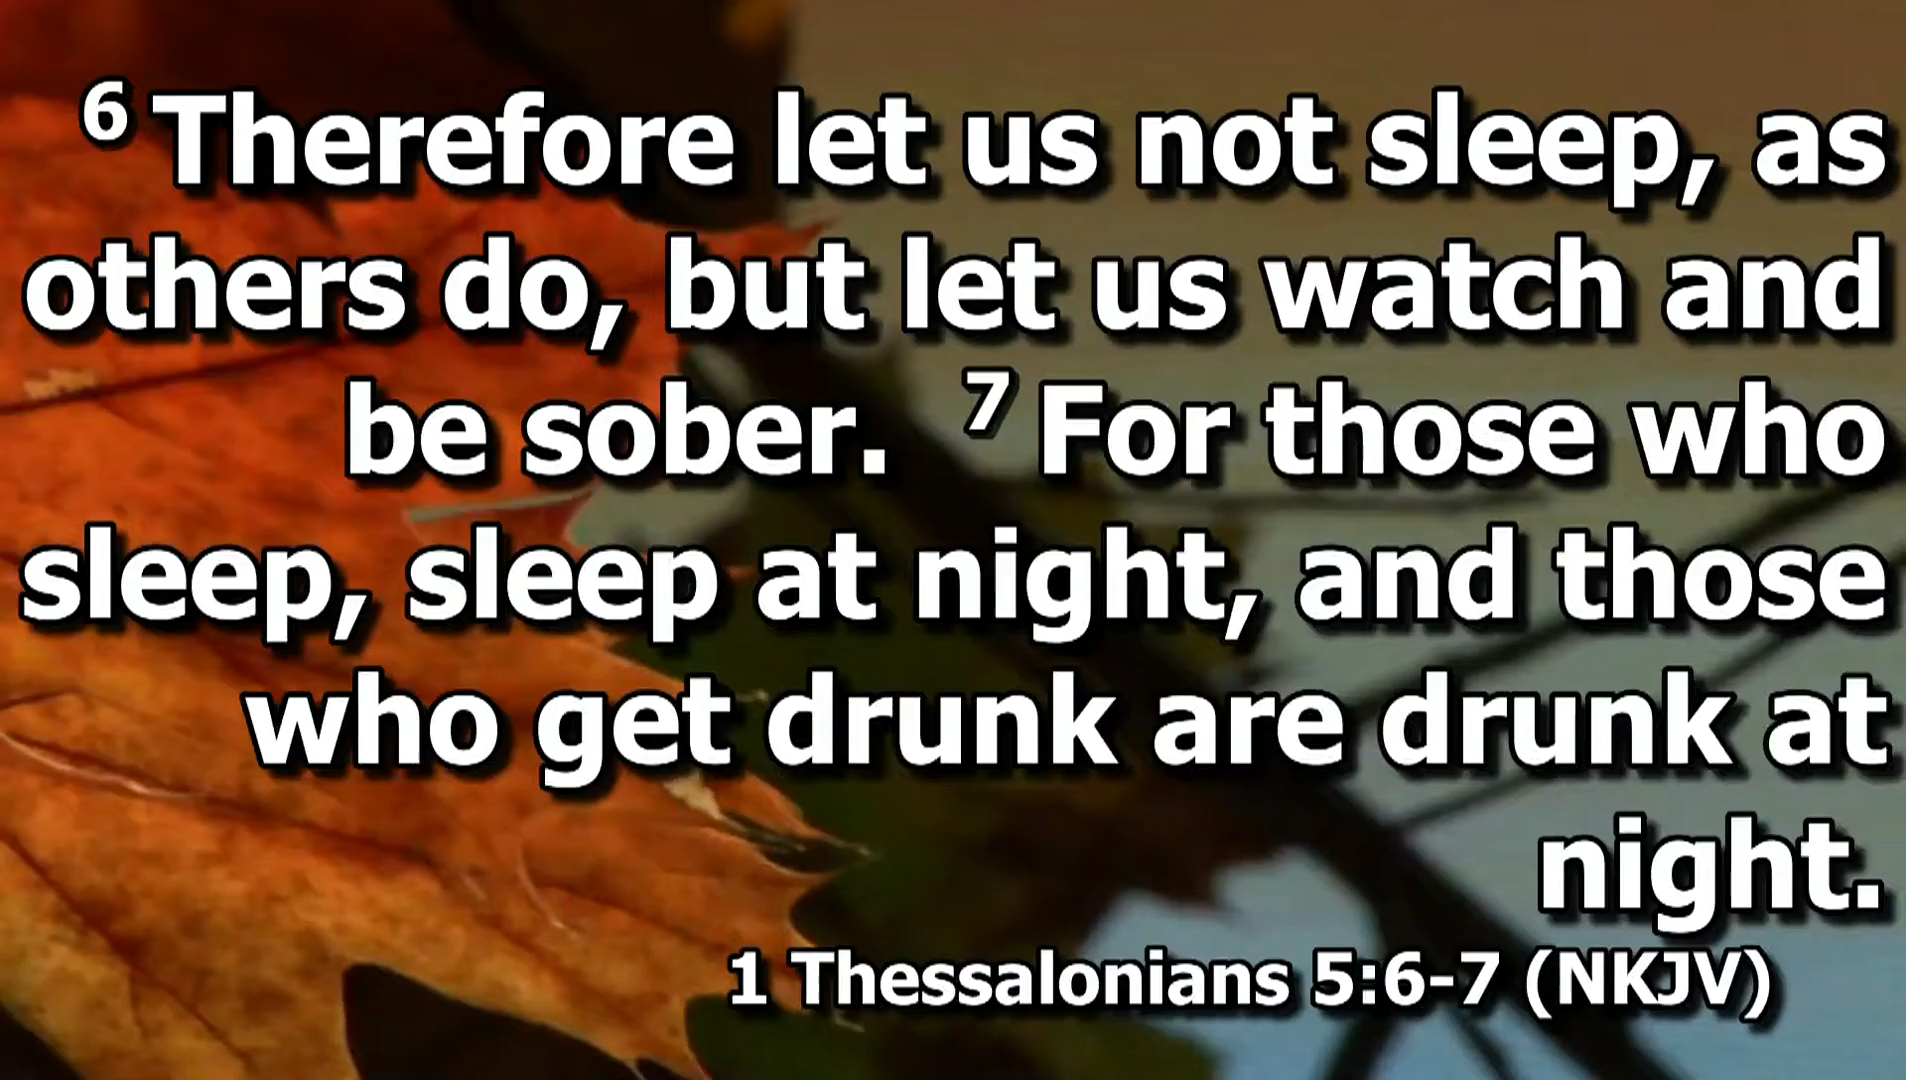 6 Therefore let us not sleep, as
others do, but let us watch and
be sober. 7 For those who
sleep, sleep at night, and those
who get drunk are drunk at
night.
1 Thessalonians 5:6-7 (NKJV)